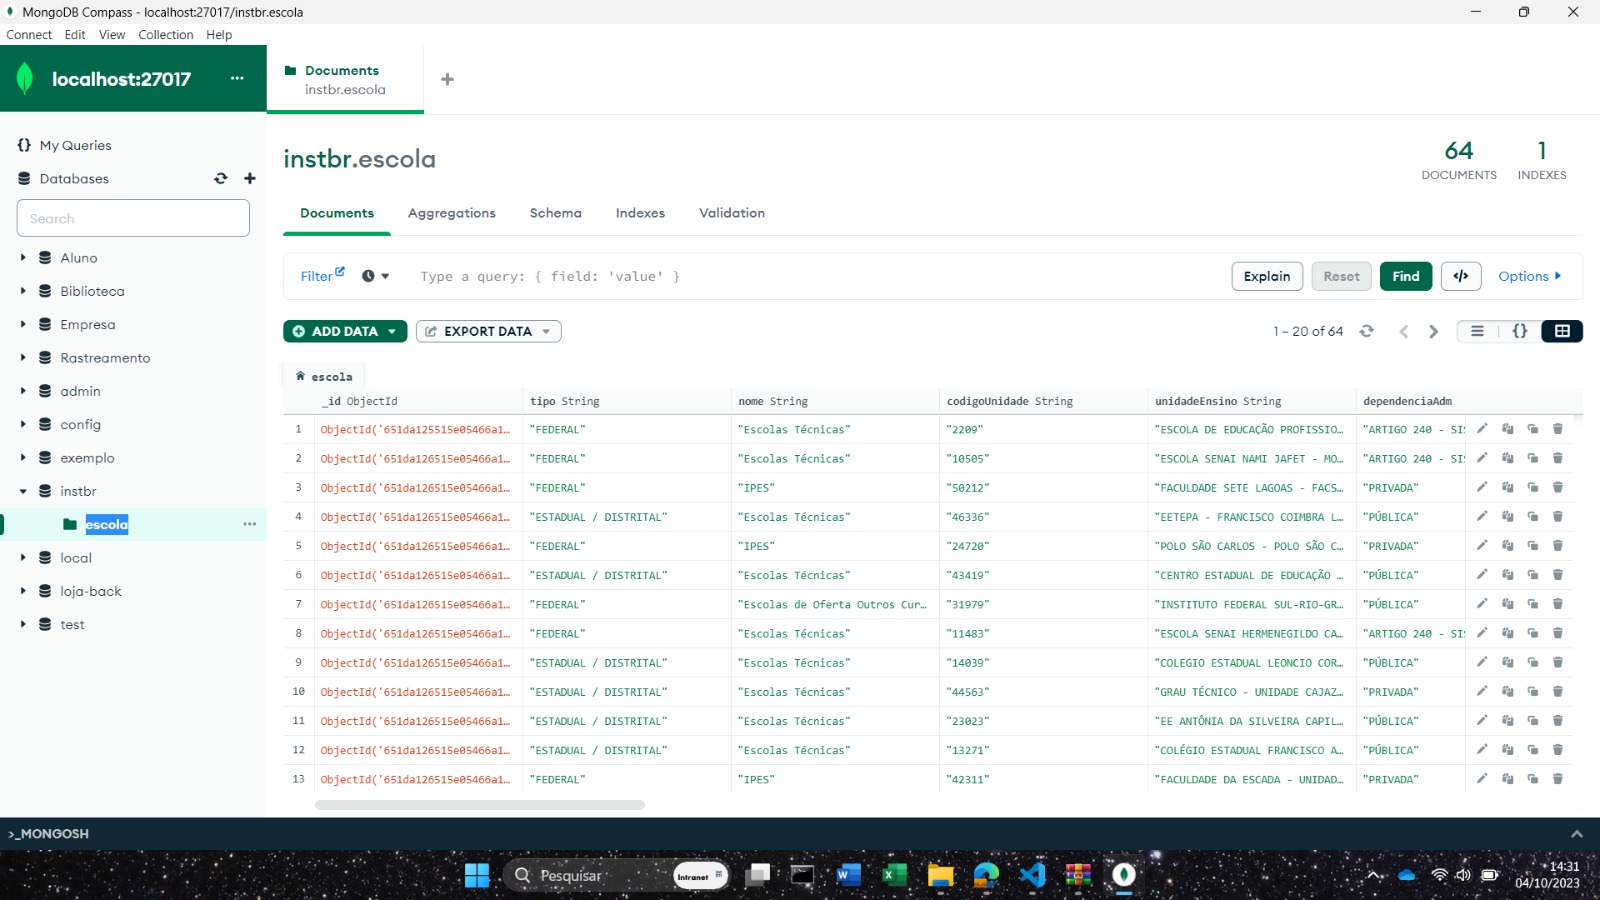 MongoDB Compass - localhost:27017/instbr.escola
Connect Edit View Collection Help
localhost:27017 ...
Documents
instbr.escola
My Queries
Databases
Search
Aluno
Biblioteca
Empresa
Rastreamento
admin
config
exemplo
instbr
escola
local
loja-back
test
instbr.escola
64
DOCUMENTS
1
INDEXES
Documents Aggregations Schema Indexes Validation
Filter Type a query: { field: 'value' } Explain Reset Find </> Options
ADD DATA EXPORT DATA 1 – 20 of 64 {}
escola
_id ObjectId tipo String nome String codigoUnidade String unidadeEnsino String dependenciaAdm
1 ObjectId('651da125515e05466a1… "FEDERAL" "Escolas Técnicas" "2209" "ESCOLA DE EDUCAÇÃO PROFISSIO… "ARTIGO 240 - SIS
2 ObjectId('651da126515e05466a1… "FEDERAL" "Escolas Técnicas" "10505" "ESCOLA SENAI NAMI JAFET - MO… "ARTIGO 240 - SIS
3 ObjectId('651da126515e05466a1… "FEDERAL" "IPES" "50212" "FACULDADE SETE LAGOAS - FACS… "PRIVADA"
4 ObjectId('651da126515e05466a1… "ESTADUAL / DISTRITAL" "Escolas Técnicas" "46336" "EETEPA - FRANCISCO COIMBRA L… "PÚBLICA"
5 ObjectId('651da126515e05466a1… "FEDERAL" "IPES" "24720" "POLO SÃO CARLOS - POLO SÃO C… "PRIVADA"
6 ObjectId('651da126515e05466a1… "ESTADUAL / DISTRITAL" "Escolas Técnicas" "43419" "CENTRO ESTADUAL DE EDUCAÇÃO … "PÚBLICA"
7 ObjectId('651da126515e05466a1… "FEDERAL" "Escolas de Oferta Outros Cur… "31979" "INSTITUTO FEDERAL SUL-RIO-GR… "PÚBLICA"
8 ObjectId('651da126515e05466a1… "FEDERAL" "Escolas Técnicas" "11483" "ESCOLA SENAI HERMENEGILDO CA… "ARTIGO 240 - SIS
9 ObjectId('651da126515e05466a1… "ESTADUAL / DISTRITAL" "Escolas Técnicas" "14039" "COLEGIO ESTADUAL LEONCIO COR… "PÚBLICA"
10 ObjectId('651da126515e05466a1… "ESTADUAL / DISTRITAL" "Escolas Técnicas" "44563" "GRAU TÉCNICO - UNIDADE CAJAZ… "PRIVADA"
11 ObjectId('651da126515e05466a1… "ESTADUAL / DISTRITAL" "Escolas Técnicas" "23023" "EE ANTÔNIA DA SILVEIRA CAPIL… "PÚBLICA"
12 ObjectId('651da126515e05466a1… "ESTADUAL / DISTRITAL" "Escolas Técnicas" "13271" "COLÉGIO ESTADUAL FRANCISCO A… "PÚBLICA"
13 ObjectId('651da126515e05466a1… "FEDERAL" "IPES" "42311" "FACULDADE DA ESCADA - UNIDAD… "PRIVADA"
>_MONGOSH
Pesquisar Intranet
14:31
04/10/2023